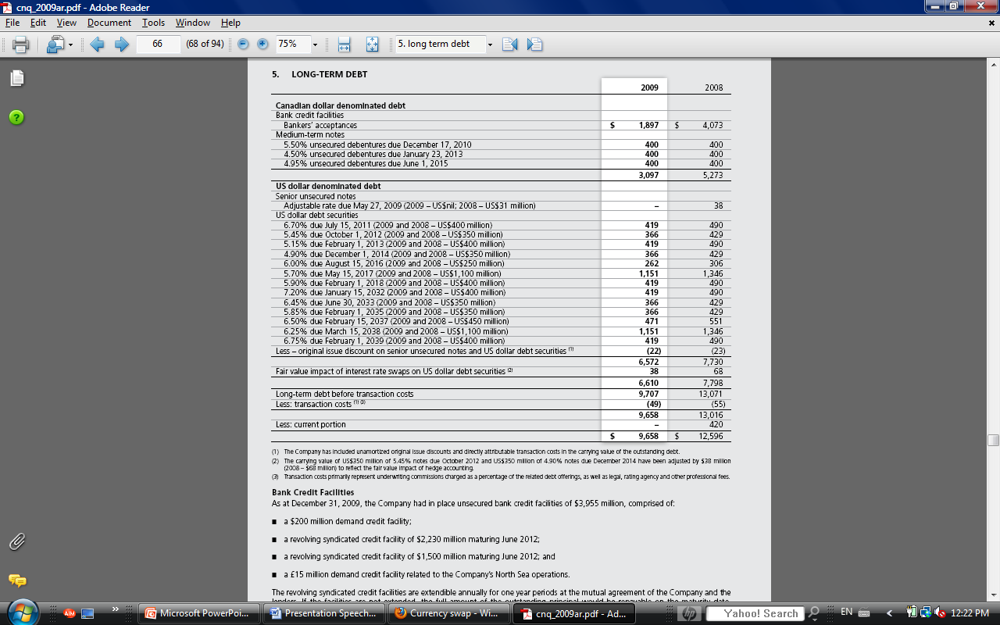 cnq_2009ar.pdf - Adobe Reader
File Edit View Document Tools Window Help
66 (68 of 94) 75% 5. long term debt
5. LONG-TERM DEBT
2009 2008
Canadian dollar denominated debt
Bank credit facilities
Bankers' acceptances $ 1,897 $ 4,073
Medium-term notes
5.50% unsecured debentures due December 17, 2010 400 400
4.50% unsecured debentures due January 23, 2013 400 400
4.95% unsecured debentures due June 1, 2015 400 400
3,097 5,273
US dollar denominated debt
Senior unsecured notes
Adjustable rate due May 27, 2009 (2009 – US$nil; 2008 – US$31 million) – 38
US dollar debt securities
6.70% due July 15, 2011 (2009 and 2008 – US$400 million) 419 490
5.45% due October 1, 2012 (2009 and 2008 – US$350 million) 366 429
5.15% due February 1, 2013 (2009 and 2008 – US$400 million) 419 490
4.90% due December 1, 2014 (2009 and 2008 – US$350 million) 366 429
6.00% due August 15, 2016 (2009 and 2008 – US$250 million) 262 306
5.70% due May 15, 2017 (2009 and 2008 – US$1,100 million) 1,151 1,346
5.90% due February 1, 2018 (2009 and 2008 – US$400 million) 419 490
7.20% due January 15, 2032 (2009 and 2008 – US$400 million) 419 490
6.45% due June 30, 2033 (2009 and 2008 – US$350 million) 366 429
5.85% due February 1, 2035 (2009 and 2008 – US$350 million) 366 429
6.50% due February 15, 2037 (2009 and 2008 – US$450 million) 471 551
6.25% due March 15, 2038 (2009 and 2008 – US$1,100 million) 1,151 1,346
6.75% due February 1, 2039 (2009 and 2008 – US$400 million) 419 490
Less – original issue discount on senior unsecured notes and US dollar debt securities (1) (22) (23)
6,572 7,730
Fair value impact of interest rate swaps on US dollar debt securities (2) 38 68
6,610 7,798
Long-term debt before transaction costs 9,707 13,071
Less: transaction costs (1) (3) (49) (55)
9,658 13,016
Less: current portion – 420
$ 9,658 $ 12,596
(1) The Company has included unamortized original issue discounts and directly attributable transaction costs in the carrying value of the outstanding debt.
(2) The carrying value of US$350 million of 5.45% notes due October 2012 and US$350 million of 4.90% notes due December 2014 have been adjusted by $38 million
(2008 – $68 million) to reflect the fair value impact of hedge accounting.
(3) Transaction costs primarily represent underwriting commissions charged as a percentage of the related debt offerings, as well as legal, rating agency and other professional fees.
Bank Credit Facilities
As at December 31, 2009, the Company had in place unsecured bank credit facilities of $3,955 million, comprised of:
■ a $200 million demand credit facility;
■ a revolving syndicated credit facility of $2,230 million maturing June 2012;
■ a revolving syndicated credit facility of $1,500 million maturing June 2012; and
■ a £15 million demand credit facility related to the Company's North Sea operations.
The revolving syndicated credit facilities are extendible annually for one year periods at the mutual agreement of the Company and the
Microsoft PowerPoi... Presentation Speech... Currency swap - Wi... cnq_2009ar.pdf - Ad... Yahoo! Search EN 12:22 PM